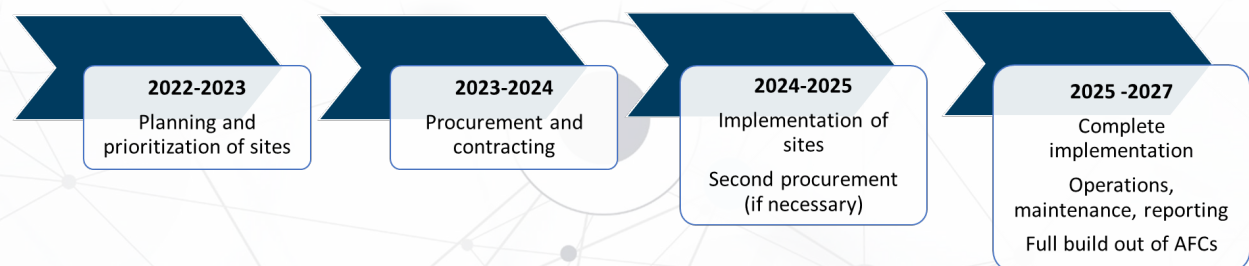 2022-2023
Planning and
prioritization of sites
2023-2024
Procurement and
contracting
2024-2025
Implementation of
sites
Second procurement
(if necessary)
2025 -2027
Complete
implementation
Operations,
maintenance, reporting
Full build out of AFCs